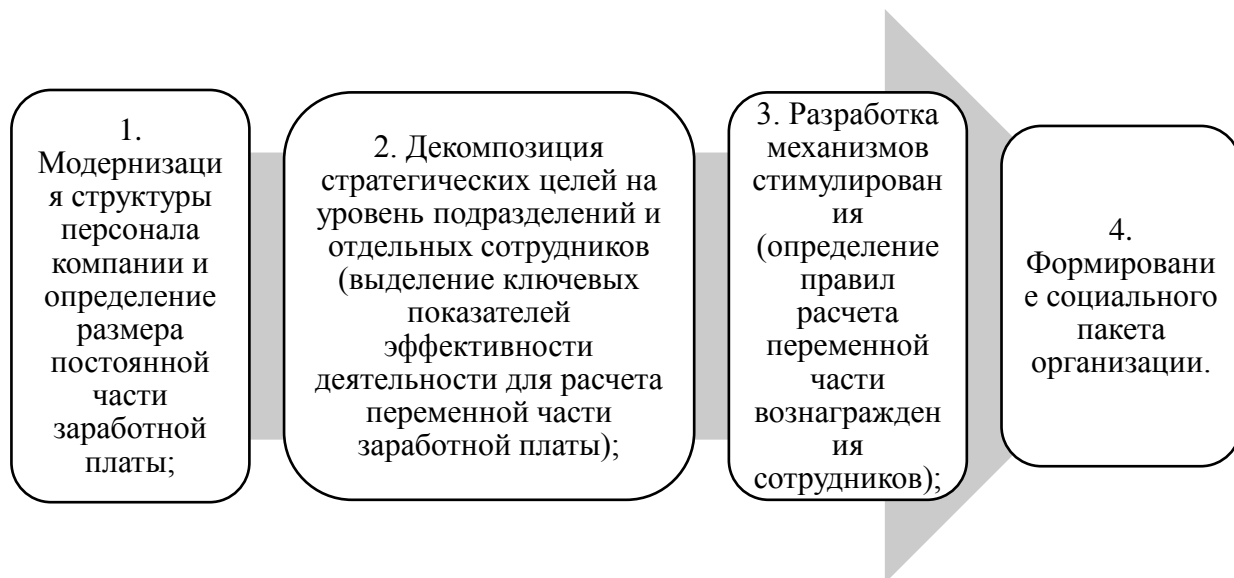 1.
Модернизаци
я структуры
персонала
компании и
определение
размера
постоянной
части
заработной
платы;
2. Декомпозиция
стратегических целей на
уровень подразделений и
отдельных сотрудников
(выделение ключевых
показателей
эффективности
деятельности для расчета
переменной части
заработной платы);
3. Разработка
механизмов
стимулирован
ия
(определение
правил
расчета
переменной
части
вознагражден
ия
сотрудников);
4.
Формировани
е социального
пакета
организации.